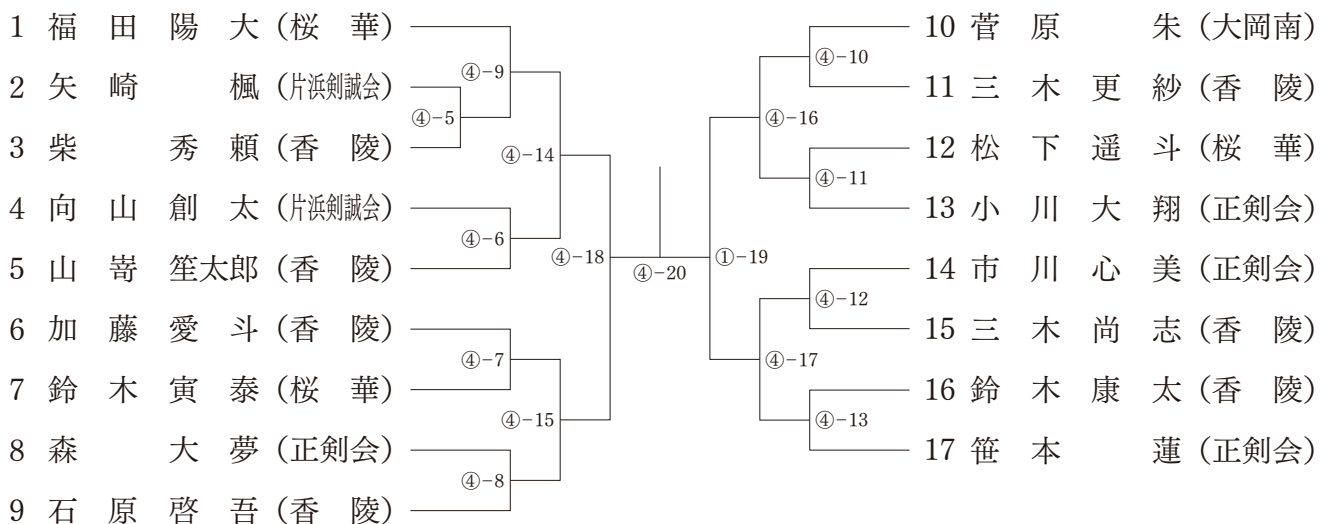 1 福田陽大（桜華）
2 矢崎楓（片浜剣誠会）
3 柴秀頼（香陵）
4 向山創太（片浜剣誠会）
5 山嵜笙太郎（香陵）
6 加藤愛斗（香陵）
7 鈴木寅泰（桜華）
8 森大夢（正剣会）
9 石原啓吾（香陵）
④-9
④-5
④-14
④-6
④-18
④-7
④-15
④-8
④-20
①-19
④-10
④-16
④-11
④-12
④-17
④-13
10 菅原朱（大岡南）
11 三木更紗（香陵）
12 松下遥斗（桜華）
13 小川大翔（正剣会）
14 市川心美（正剣会）
15 三木尚志（香陵）
16 鈴木康太（香陵）
17 笹本蓮（正剣会）